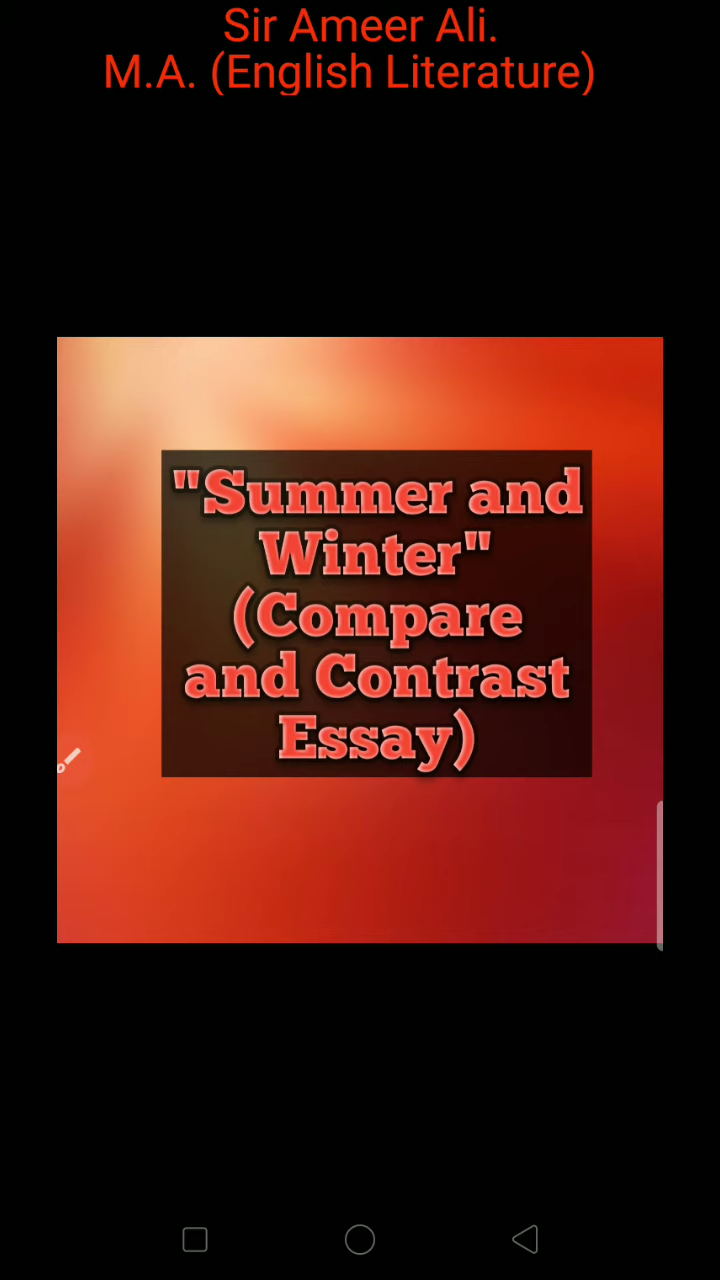 Sir Ameer Ali.
M.A. (English Literature)
"Summer and
Winter"
(Compare
and Contrast
Essay)